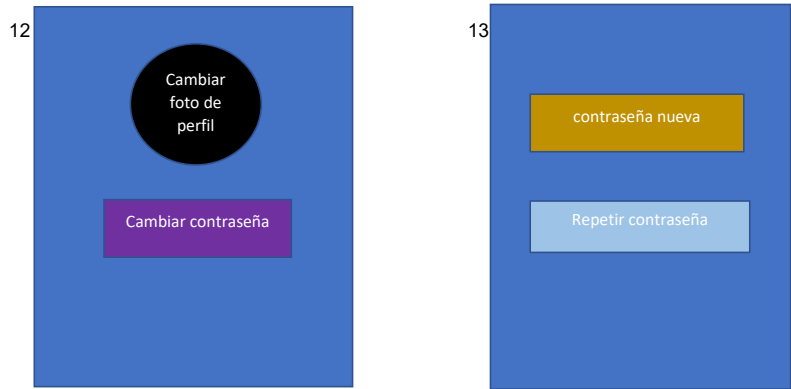 12
Cambiar
foto de
perfil
Cambiar contraseña
13
contraseña nueva
Repetir contraseña